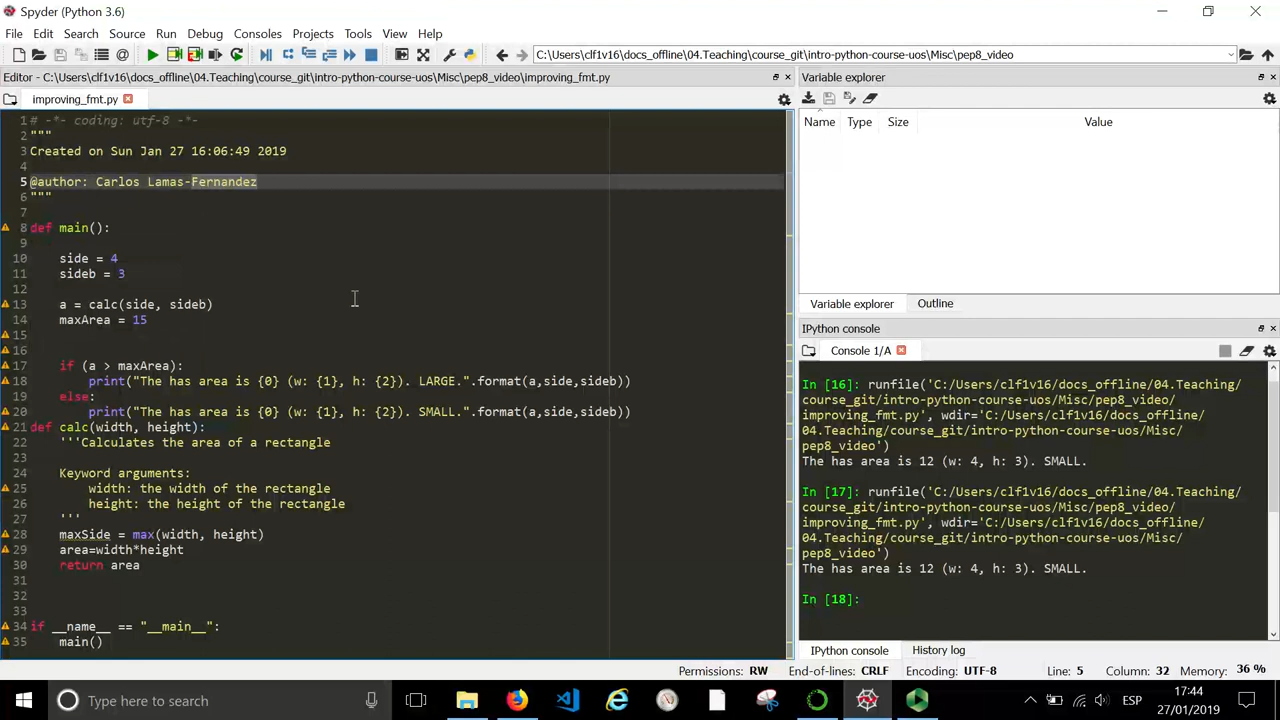 Spyder (Python 3.6)
File Edit Search Source Run Debug Consoles Projects Tools View Help
C:\Users\clf1v16\docs_offline\04.Teaching\course_git\intro-python-course-uos\Misc\pep8_video
Editor - C:\Users\clf1v16\docs_offline\04.Teaching\course_git\intro-python-course-uos\Misc\pep8_video\improving_fmt.py
improving_fmt.py
1 # -*- coding: utf-8 -*-
2 """
3 Created on Sun Jan 27 16:06:49 2019
4
5 @author: Carlos Lamas-Fernandez
6 """
7
8 def main():
9
10 side = 4
11 sideb = 3
12
13 a = calc(side, sideb)
14 maxArea = 15
15
16
17 if (a > maxArea):
18 print("The has area is {0} (w: {1}, h: {2}). LARGE.".format(a,side,sideb))
19 else:
20 print("The has area is {0} (w: {1}, h: {2}). SMALL.".format(a,side,sideb))
21 def calc(width, height):
22 '''Calculates the area of a rectangle
23
24 Keyword arguments:
25 width: the width of the rectangle
26 height: the height of the rectangle
27 '''
28 maxSide = max(width, height)
29 area=width*height
30 return area
31
32
33
34 if __name__ == "__main__":
35 main()
Variable explorer
Name Type Size Value
Variable explorer Outline
IPython console
Console 1/A
In [16]: runfile('C:/Users/clf1v16/docs_offline/04.Teaching/
course_git/intro-python-course-uos/Misc/pep8_video/
improving_fmt.py', wdir='C:/Users/clf1v16/docs_offline/
04.Teaching/course_git/intro-python-course-uos/Misc/
pep8_video')
The has area is 12 (w: 4, h: 3). SMALL.
In [17]: runfile('C:/Users/clf1v16/docs_offline/04.Teaching/
course_git/intro-python-course-uos/Misc/pep8_video/
improving_fmt.py', wdir='C:/Users/clf1v16/docs_offline/
04.Teaching/course_git/intro-python-course-uos/Misc/
pep8_video')
The has area is 12 (w: 4, h: 3). SMALL.
In [18]:
IPython console History log
Permissions: RW End-of-lines: CRLF Encoding: UTF-8 Line: 5 Column: 32 Memory: 36 %
Type here to search
ESP
17:44
27/01/2019